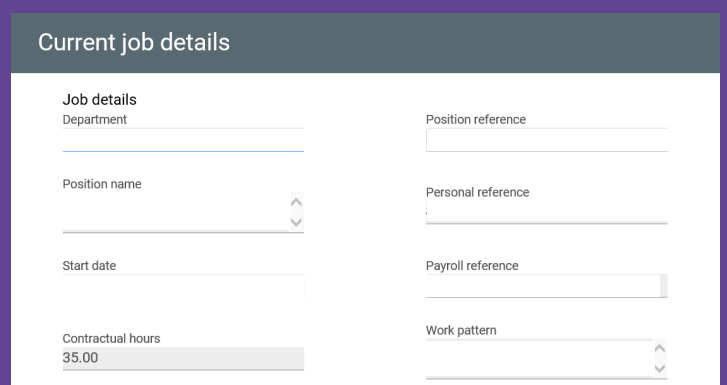 Current job details
Job details
Department
Position reference
Position name
Personal reference
Start date
Payroll reference
Contractual hours
35.00
Work pattern